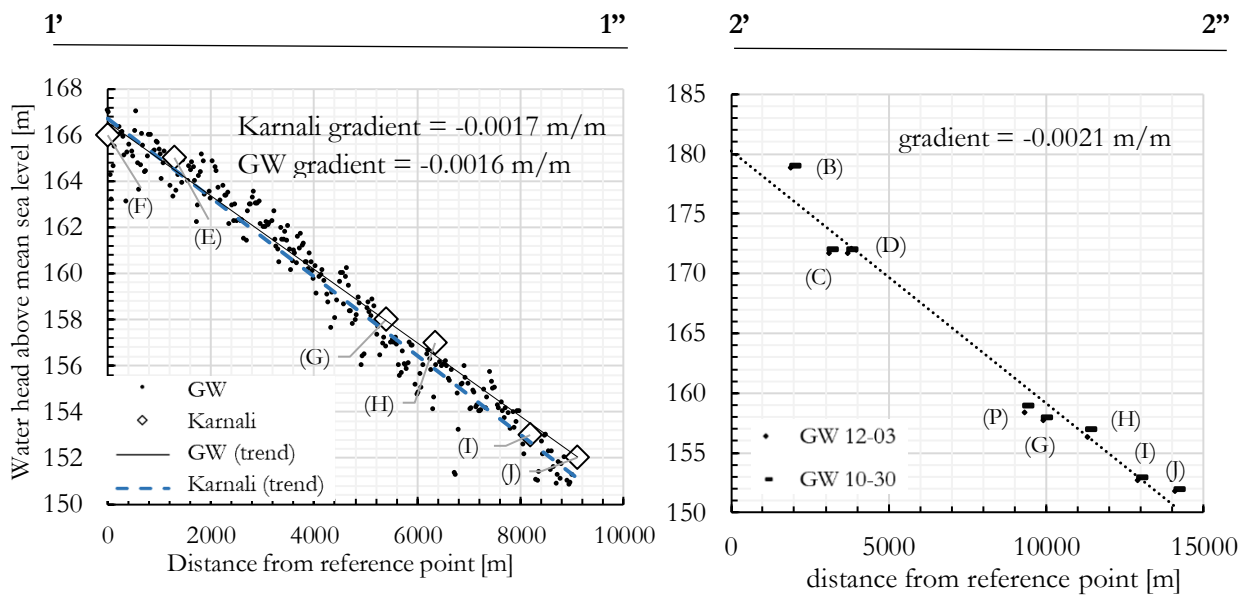 1' 1”
2' 2”
Water head above mean sea level [m]
168
166
164
162
160
158
156
154
152
150
Karnali gradient = -0.0017 m/m
GW gradient = -0.0016 m/m
(F)
(E)
(G)
(H)
(I)
(J)
GW
Karnali
GW (trend)
Karnali (trend)
0 2000 4000 6000 8000 10000
Distance from reference point [m]
185
180
175
170
165
160
155
150
gradient = -0.0021 m/m
(B)
(C)
(D)
(P)
(G)
(H)
(I)
(J)
GW 12-03
GW 10-30
0 5000 10000 15000
distance from reference point [m]